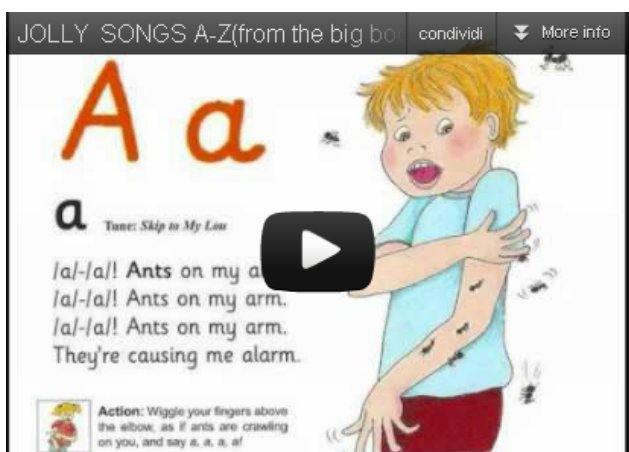 JOLLY SONGS A-Z(from the big bo
condividi
More info
A a
a
Tune: Skip to My Lou
/a/-/a/! Ants on my a
/a/-/a/! Ants on my arm.
/a/-/a/! Ants on my arm.
They're causing me alarm.
Action: Wiggle your fingers above
the elbow, as if ants are crawling
on you, and say a, a, a, a!